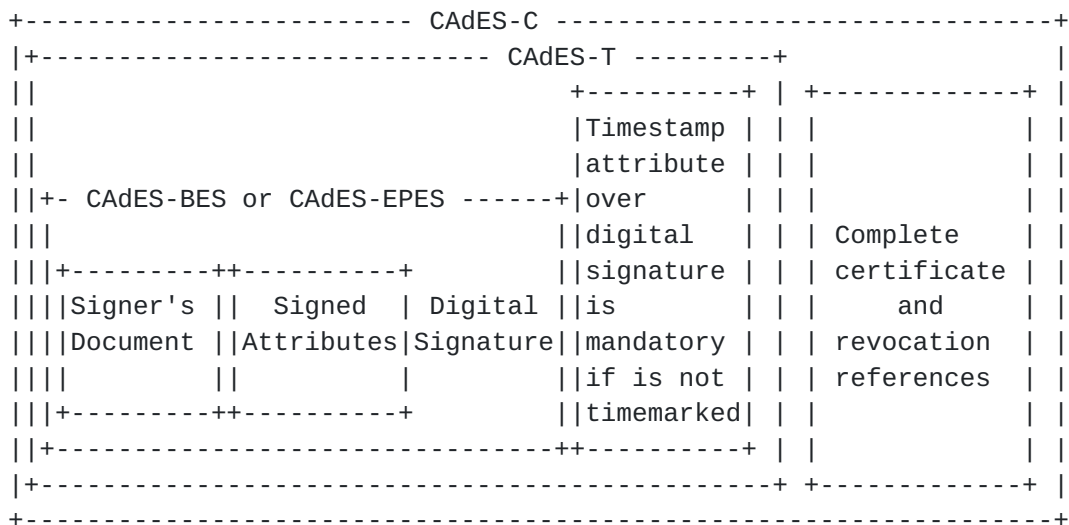 +------------------------- CAdES-C --------------------------------+
|+----------------------------- CAdES-T ---------+                 |
||                                  +----------+ | +-------------+ |
||                                  |Timestamp | | |             | |
||                                  |attribute | | |             | |
||+- CAdES-BES or CAdES-EPES ------+|over      | | |             | |
|||                                ||digital   | | | Complete    | |
|||+---------++----------+         ||signature | | | certificate | |
||||Signer's ||  Signed  | Digital ||is        | | |     and     | |
||||Document ||Attributes|Signature||mandatory | | | revocation  | |
||||         ||          |         ||if is not | | | references  | |
|||+---------++----------+         ||timemarked| | |             | |
||+--------------------------------++----------+ | |             | |
|+-----------------------------------------------+ +-------------+ |
+------------------------------------------------------------------+